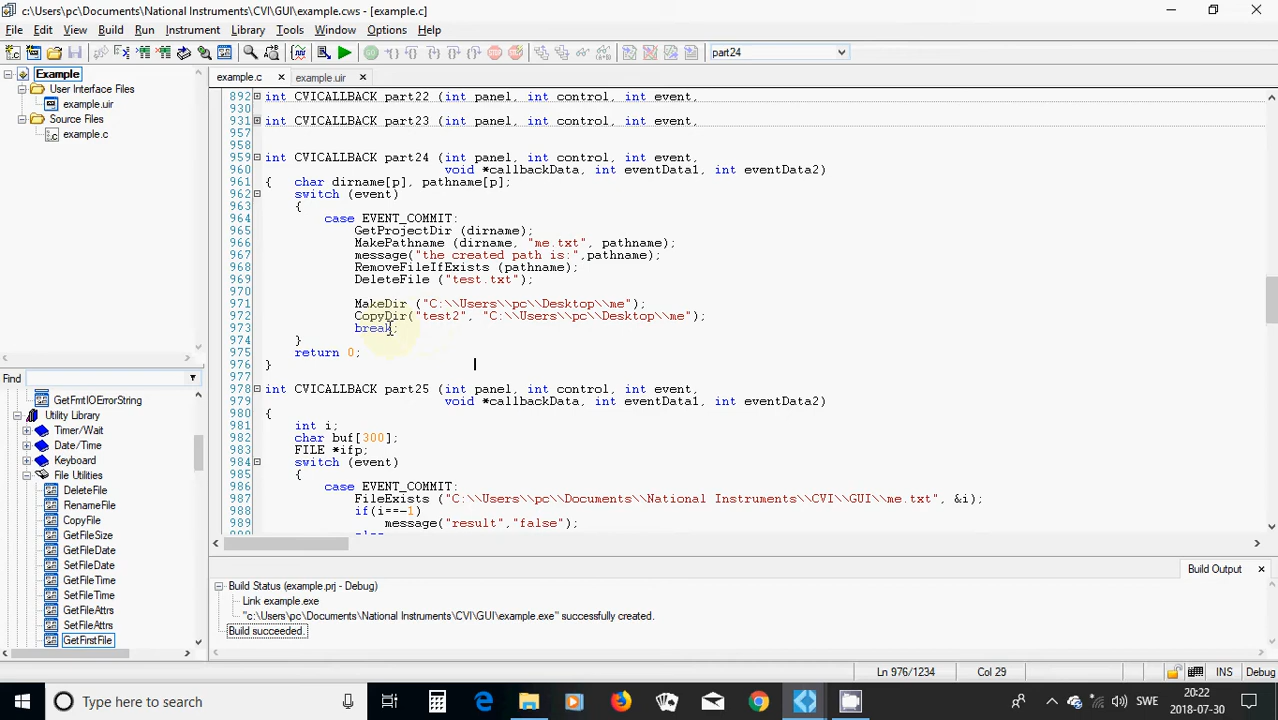 c:\Users\pc\Documents\National Instruments\CVI\GUI\example.cws - [example.c]
File Edit View Build Run Instrument Library Tools Window Options Help
part24
Example
User Interface Files
example.uir
Source Files
example.c
example.c example.uir
892 int CVICALLBACK part22 (int panel, int control, int event,
930
931 int CVICALLBACK part23 (int panel, int control, int event,
957
958
959 int CVICALLBACK part24 (int panel, int control, int event,
960 void *callbackData, int eventData1, int eventData2)
961 { char dirname[p], pathname[p];
962 switch (event)
963 {
964 case EVENT_COMMIT:
965 GetProjectDir (dirname);
966 MakePathname (dirname, "me.txt", pathname);
967 message("the created path is:",pathname);
968 RemoveFileIfExists (pathname);
969 DeleteFile ("test.txt");
970
971 MakeDir ("C:\\Users\\pc\\Desktop\\me");
972 CopyDir("test2", "C:\\Users\\pc\\Desktop\\me");
973 break;
974 }
975 return 0;
976 }
977
978 int CVICALLBACK part25 (int panel, int control, int event,
979 void *callbackData, int eventData1, int eventData2)
980 {
981 int i;
982 char buf[300];
983 FILE *ifp;
984 switch (event)
985 {
986 case EVENT_COMMIT:
987 FileExists ("C:\\Users\\pc\\Documents\\National Instruments\\CVI\\GUI\\me.txt", &i);
988 if(i==-1)
989 message("result","false");
else
Find
GetFmtIOErrorString
Utility Library
Timer/Wait
Date/Time
Keyboard
File Utilities
DeleteFile
RenameFile
CopyFile
GetFileSize
GetFileDate
SetFileDate
GetFileTime
SetFileTime
GetFileAttrs
SetFileAttrs
GetFirstFile
Build Output
Build Status (example.prj - Debug)
Link example.exe
"c:\Users\pc\Documents\National Instruments\CVI\GUI\example.exe" successfully created.
Build succeeded.
Ln 976/1234 Col 29 INS Debug
Type here to search
SWE
20:22
2018-07-30